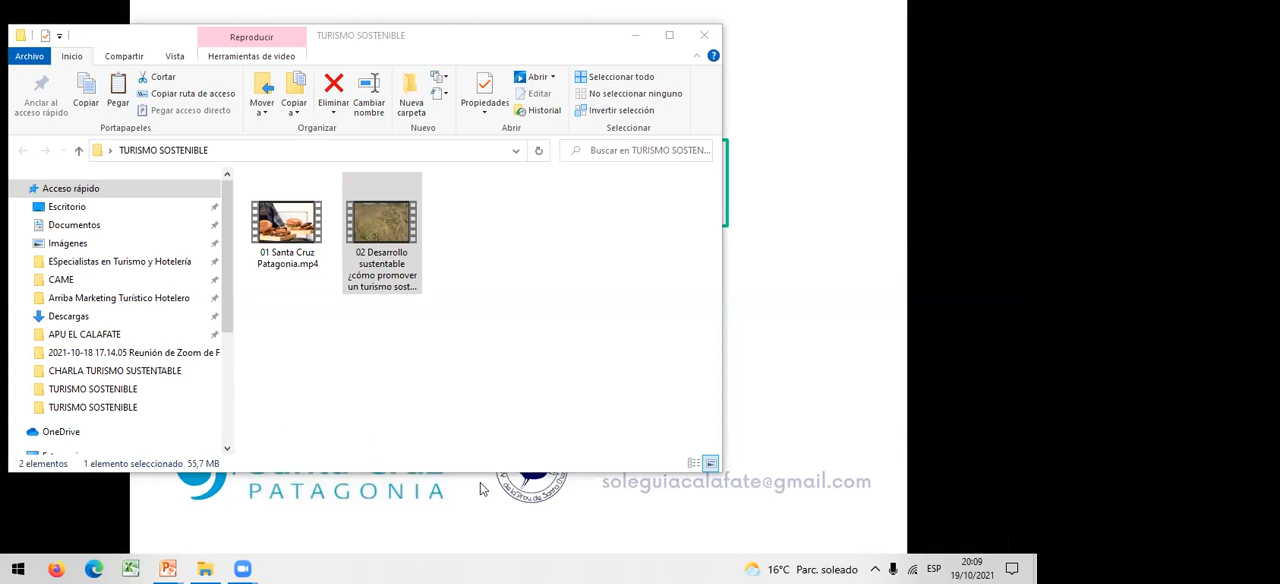 Reproducir
TURISMO SOSTENIBLE
Archivo
Inicio
Compartir
Vista
Herramientas de video
Anclar al
acceso rápido
Copiar
Pegar
Cortar
Copiar ruta de acceso
Pegar acceso directo
Portapapeles
Mover
a
Copiar
a
Eliminar
Cambiar
nombre
Organizar
Nueva
carpeta
Nuevo
Propiedades
Abrir
Editar
Historial
Abrir
Seleccionar todo
No seleccionar ninguno
Invertir selección
Seleccionar
TURISMO SOSTENIBLE
Buscar en TURISMO SOSTEN...
Acceso rápido
Escritorio
Documentos
Imágenes
ESpecialistas en Turismo y Hotelería
CAME
Arriba Marketing Turístico Hotelero
Descargas
APU EL CALAFATE
2021-10-18 17.14.05 Reunión de Zoom de F
CHARLA TURISMO SUSTENTABLE
TURISMO SOSTENIBLE
TURISMO SOSTENIBLE
OneDrive
01 Santa Cruz
Patagonia.mp4
02 Desarrollo
sustentable
¿cómo promover
un turismo sost...
2 elementos
1 elemento seleccionado 55,7 MB
PATAGONIA
soleguiacalafate@gmail.com
16°C Parc. soleado
ESP
20:09
19/10/2021